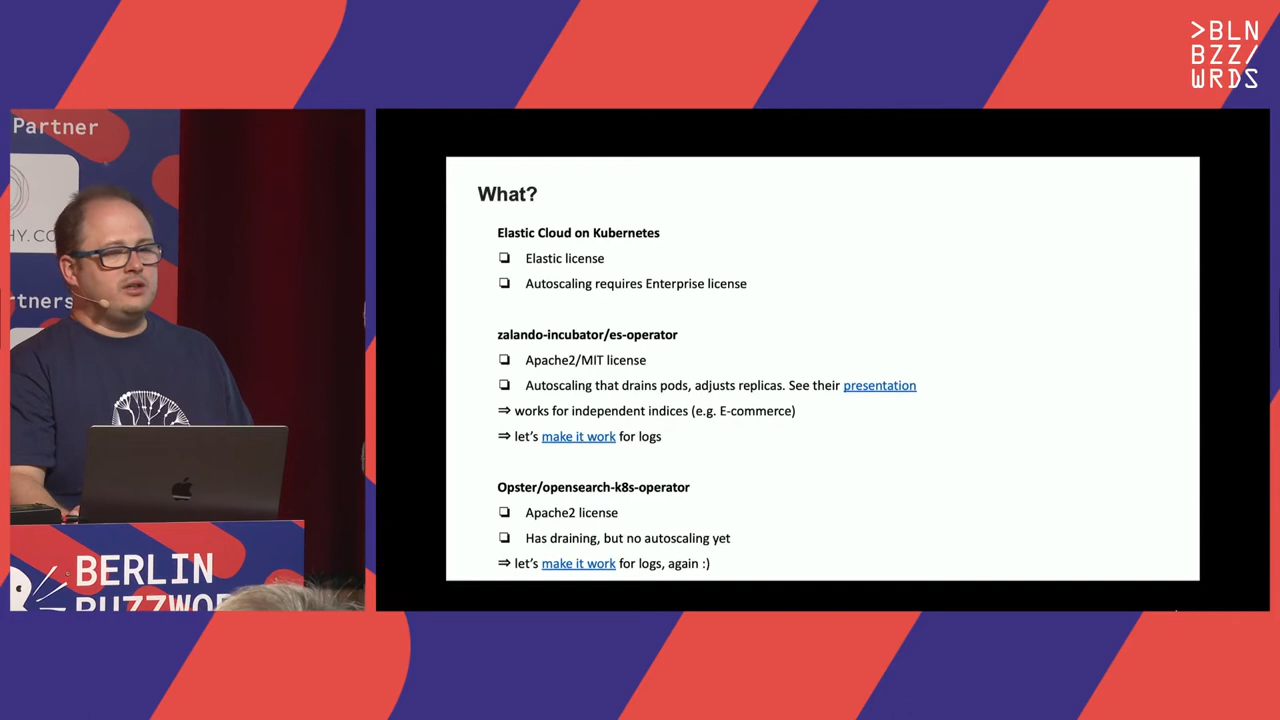 >BLN
BZZ/
WRDS
Partner
HY.CO
rtners
BERLIN
BUZZWO
What?
Elastic Cloud on Kubernetes
❏ Elastic license
❏ Autoscaling requires Enterprise license
zalando-incubator/es-operator
❏ Apache2/MIT license
❏ Autoscaling that drains pods, adjusts replicas. See their presentation
⇒ works for independent indices (e.g. E-commerce)
⇒ let's make it work for logs
Opster/opensearch-k8s-operator
❏ Apache2 license
❏ Has draining, but no autoscaling yet
⇒ let's make it work for logs, again :)